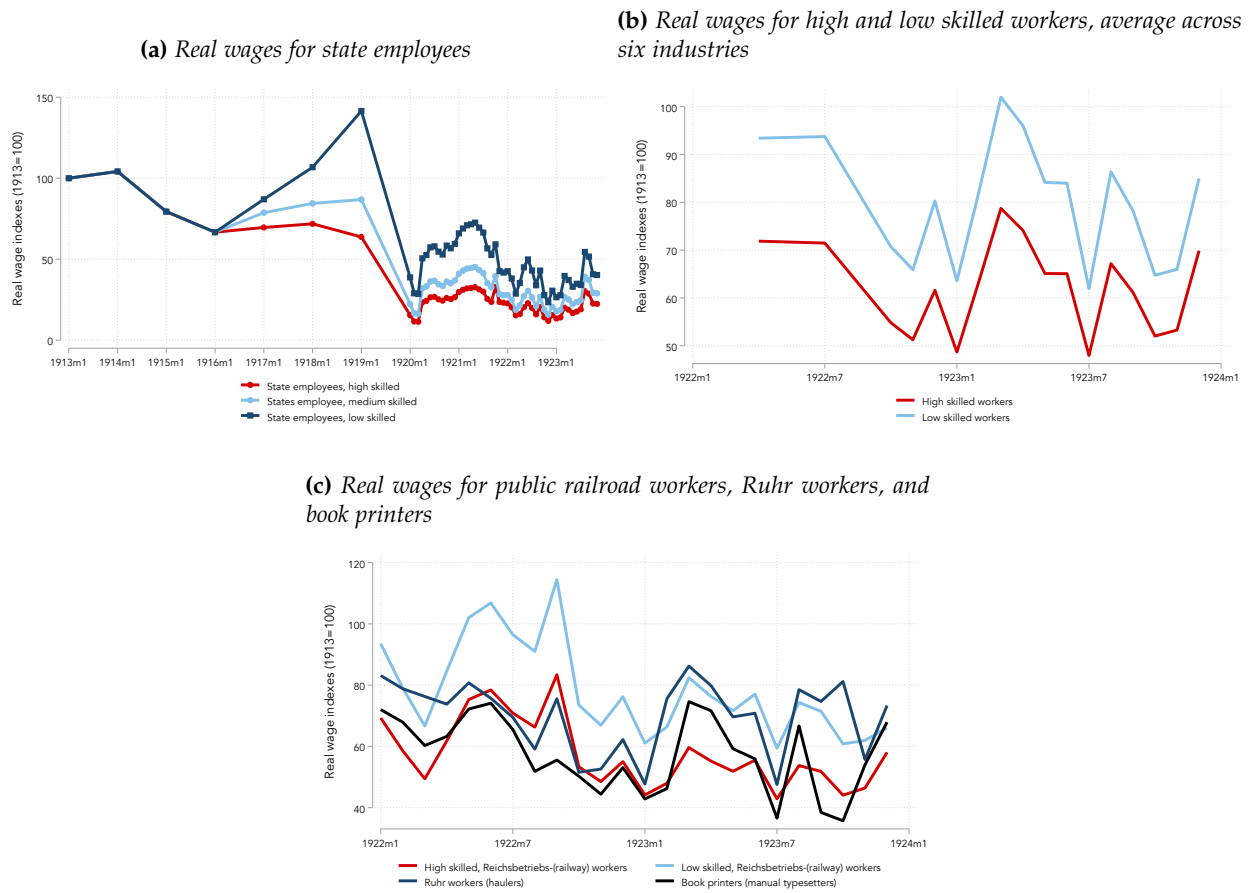 (a) Real wages for state employees
Real wage indexes (1913=100)
150
100
50
0
1913m1 1914m1 1915m1 1916m1 1917m1 1918m1 1919m1 1920m1 1921m1 1922m1 1923m1
State employees, high skilled
States employee, medium skilled
State employees, low skilled
(b) Real wages for high and low skilled workers, average across
six industries
Real wage indexes (1913=100)
100
90
80
70
60
50
1922m1 1922m7 1923m1 1923m7 1924m1
High skilled workers
Low skilled workers
(c) Real wages for public railroad workers, Ruhr workers, and
book printers
Real wage indexes (1913=100)
120
100
80
60
40
1922m1 1922m7 1923m1 1923m7 1924m1
High skilled, Reichsbetriebs-(railway) workers Low skilled, Reichsbetriebs-(railway) workers
Ruhr workers (haulers) Book printers (manual typesetters)